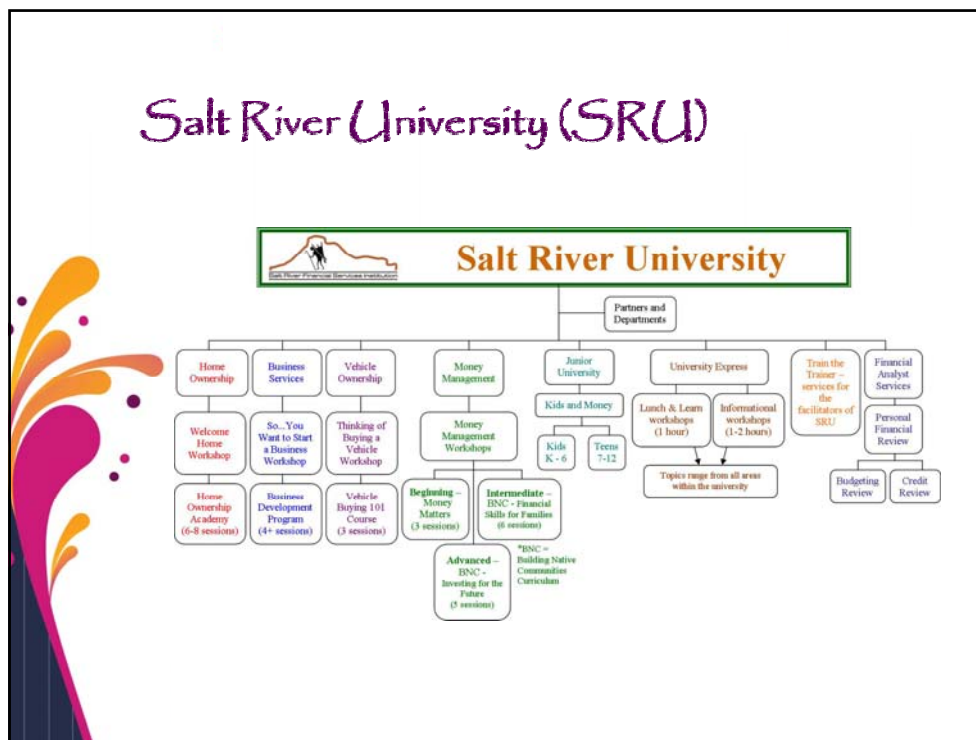 Salt River University (SRU)
Salt River Financial Services Institution
Salt River University
Partners and
Departments
Home
Ownership
Business
Services
Vehicle
Ownership
Money
Management
Junior
University
University Express
Train the
Trainer –
services for
the
facilitators of
SRU
Financial
Analyst
Services
Welcome
Home
Workshop
So...You
Want to Start
a Business
Workshop
Thinking of
Buying a
Vehicle
Workshop
Money
Management
Workshops
Kids and Money
Kids
K - 6
Teens
7-12
Lunch & Learn
workshops
(1 hour)
Informational
workshops
(1-2 hours)
Topics range from all areas
within the university
Personal
Financial
Review
Budgeting
Review
Credit
Review
Home
Ownership
Academy
(6-8 sessions)
Business
Development
Program
(4+ sessions)
Vehicle
Buying 101
Course
(3 sessions)
Beginning –
Money
Matters
(3 sessions)
Intermediate –
BNC - Financial
Skills for Families
(6 sessions)
Advanced –
BNC -
Investing for the
Future
(5 sessions)
*BNC =
Building Native
Communities
Curriculum